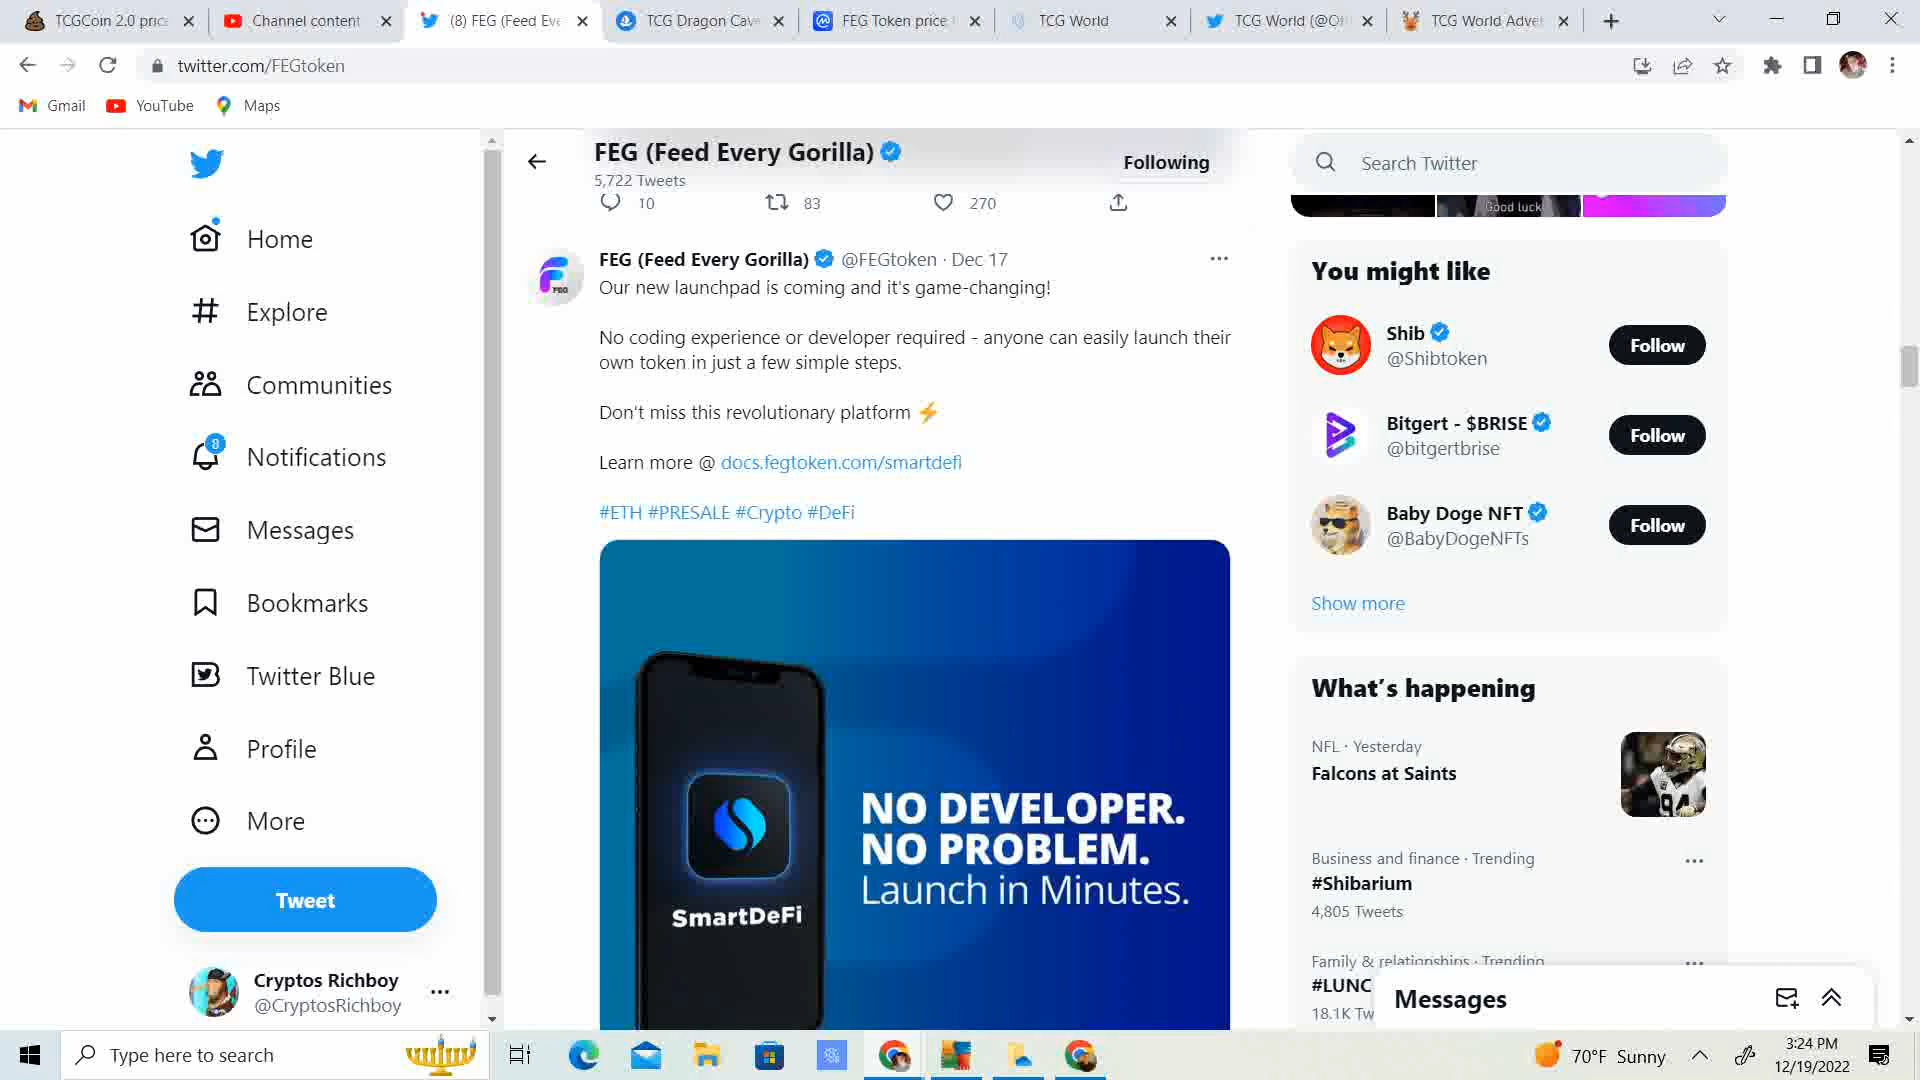 TCGCoin 2.0 price
Channel content
(8) FEG (Feed Eve
TCG Dragon Cave
FEG Token price
TCG World
TCG World (@Of
TCG World Adve
twitter.com/FEGtoken
Gmail
YouTube
Maps
Home
Explore
Communities
8
Notifications
Messages
Bookmarks
Twitter Blue
Profile
More
Tweet
Cryptos Richboy
@CryptosRichboy
FEG (Feed Every Gorilla)
5,722 Tweets
Following
10
83
270
FEG (Feed Every Gorilla) @FEGtoken · Dec 17
Our new launchpad is coming and it's game-changing!
No coding experience or developer required - anyone can easily launch their
own token in just a few simple steps.
Don't miss this revolutionary platform ⚡
Learn more @ docs.fegtoken.com/smartdefi
#ETH #PRESALE #Crypto #DeFi
FEG
SmartDeFi
NO DEVELOPER.
NO PROBLEM.
Launch in Minutes.
Search Twitter
Good luck
You might like
Shib
@Shibtoken
Follow
Bitgert - $BRISE
@bitgertbrise
Follow
Baby Doge NFT
@BabyDogeNFTs
Follow
Show more
What's happening
NFL · Yesterday
Falcons at Saints
94
Business and finance · Trending
#Shibarium
4,805 Tweets
Family & relationships · Trending
#LUNC
18.1K Tw
Messages
Type here to search
70°F Sunny
3:24 PM
12/19/2022